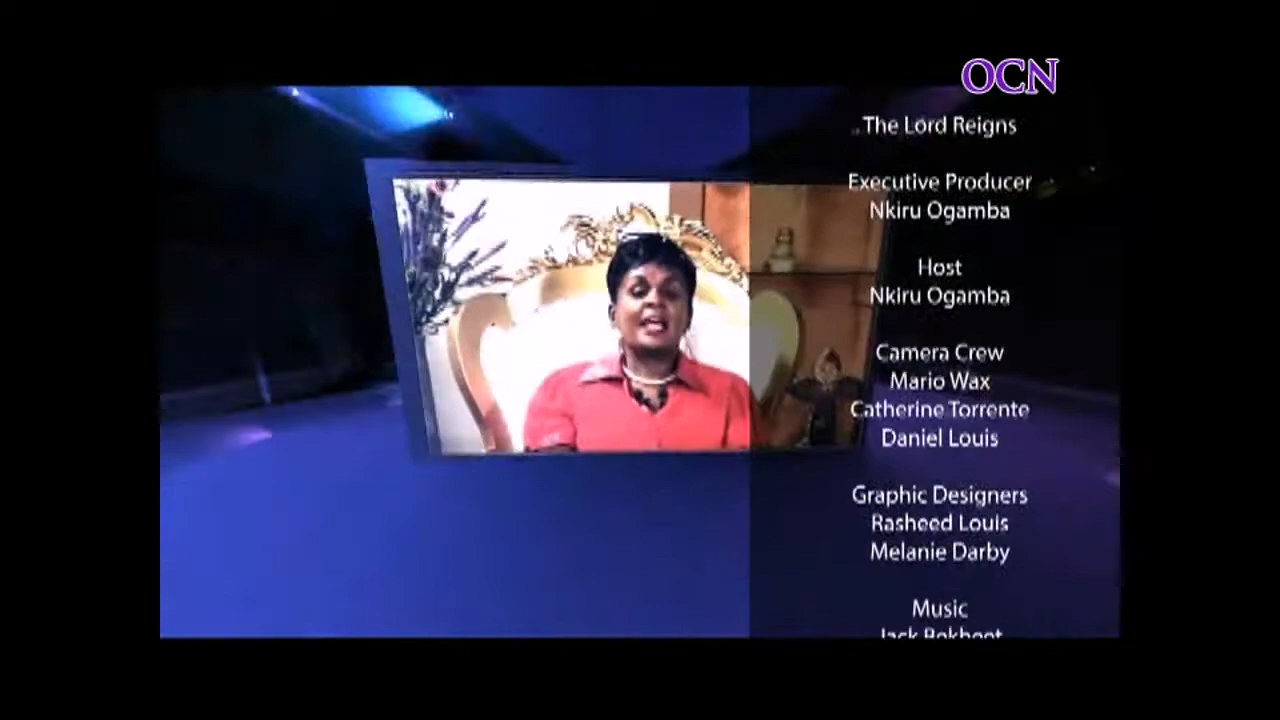 OCN
The Lord Reigns
Executive Producer
Nkiru Ogamba
Host
Nkiru Ogamba
Camera Crew
Mario Wax
Catherine Torrente
Daniel Louis
Graphic Designers
Rasheed Louis
Melanie Darby
Music
Jack